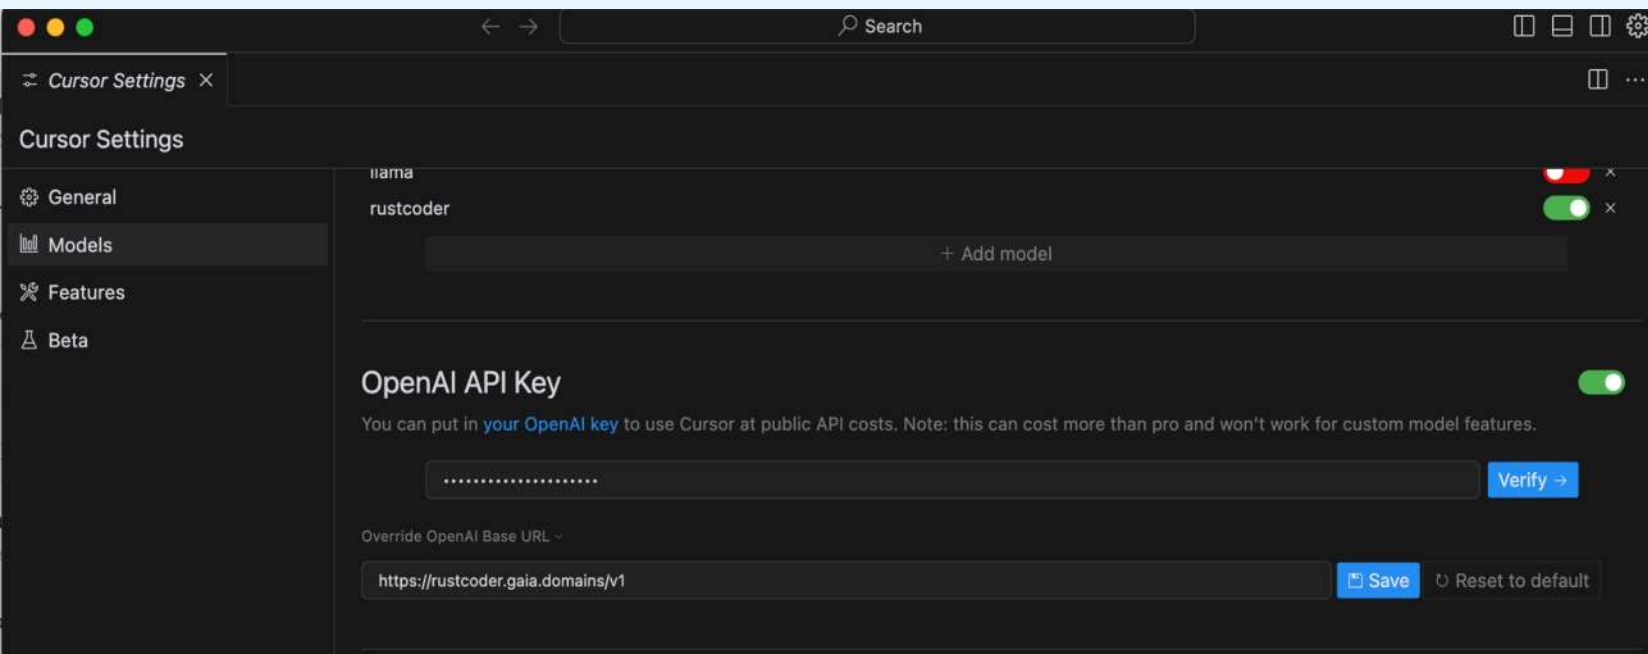 Search
Cursor Settings
Cursor Settings
General
Models
Features
Beta
llama
rustcoder
+ Add model
OpenAI API Key
You can put in your OpenAI key to use Cursor at public API costs. Note: this can cost more than pro and won't work for custom model features.
•••••••••••••••••••••
Verify →
Override OpenAI Base URL
https://rustcoder.gaia.domains/v1
Save
Reset to default